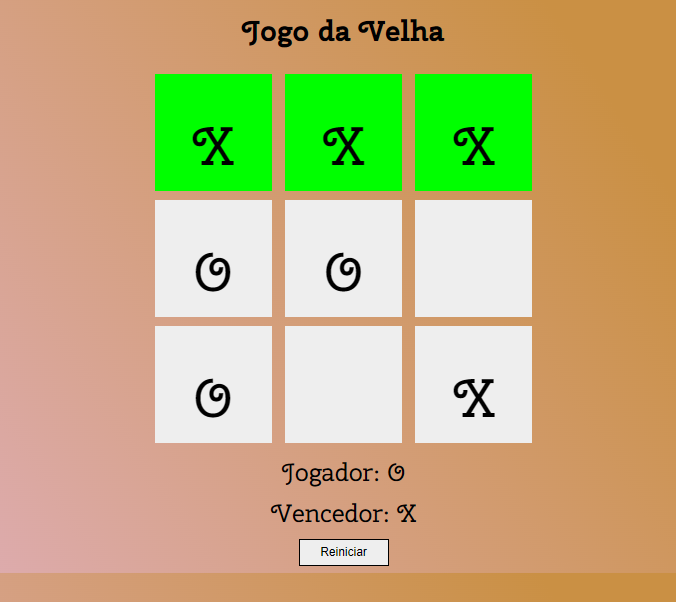 Jogo da Velha
X X X
O O
O X
Jogador: O
Vencedor: X
Reiniciar